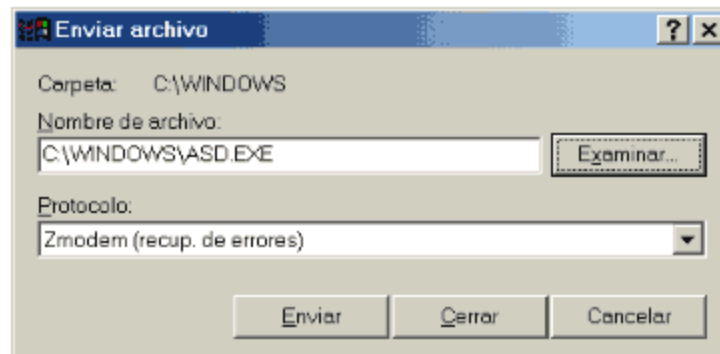 Enviar archivo
Carpeta: C:\WINDOWS
Nombre de archivo:
C:\WINDOWS\ASD.EXE Examinar...
Protocolo:
Zmodem (recup. de errores)
Enviar Cerrar Cancelar